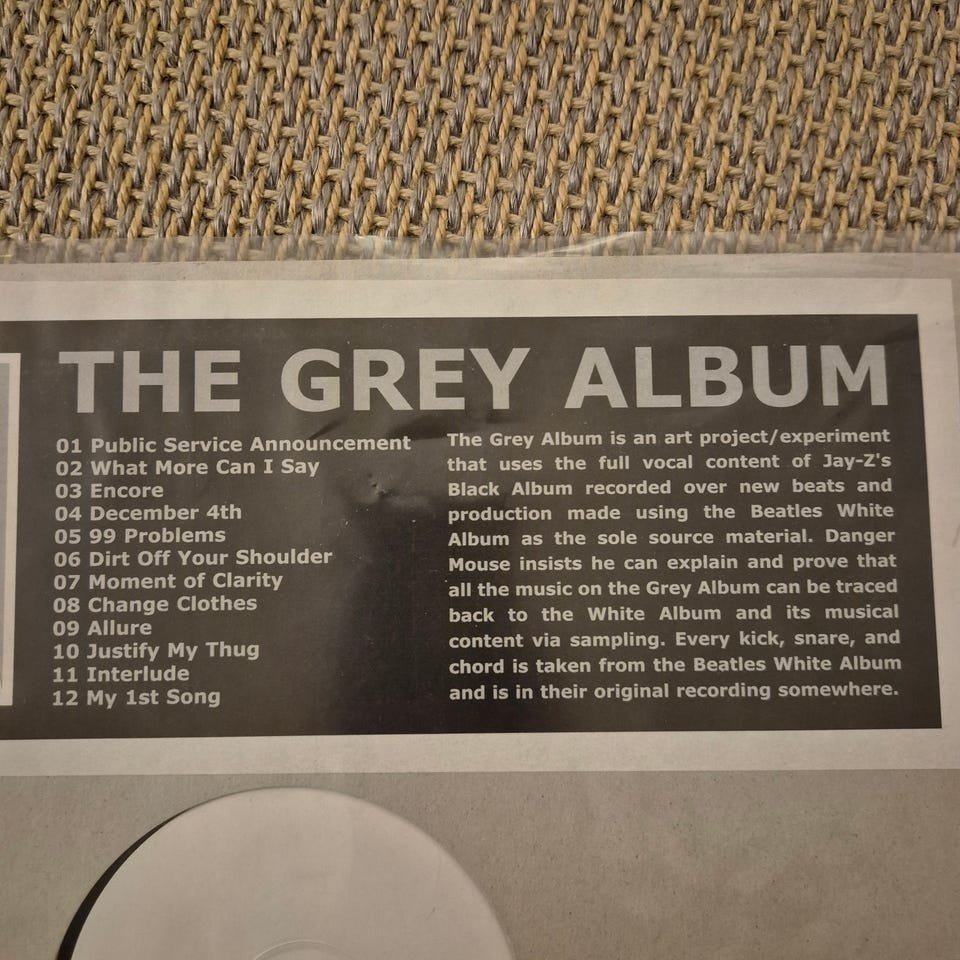 THE GREY ALBUM
01 Public Service Announcement
02 What More Can I Say
03 Encore
04 December 4th
05 99 Problems
06 Dirt Off Your Shoulder
07 Moment of Clarity
08 Change Clothes
09 Allure
10 Justify My Thug
11 Interlude
12 My 1st Song
The Grey Album is an art project/experiment
that uses the full vocal content of Jay-Z's
Black Album recorded over new beats and
production made using the Beatles White
Album as the sole source material. Danger
Mouse insists he can explain and prove that
all the music on the Grey Album can be traced
back to the White Album and its musical
content via sampling. Every kick, snare, and
chord is taken from the Beatles White Album
and is in their original recording somewhere.